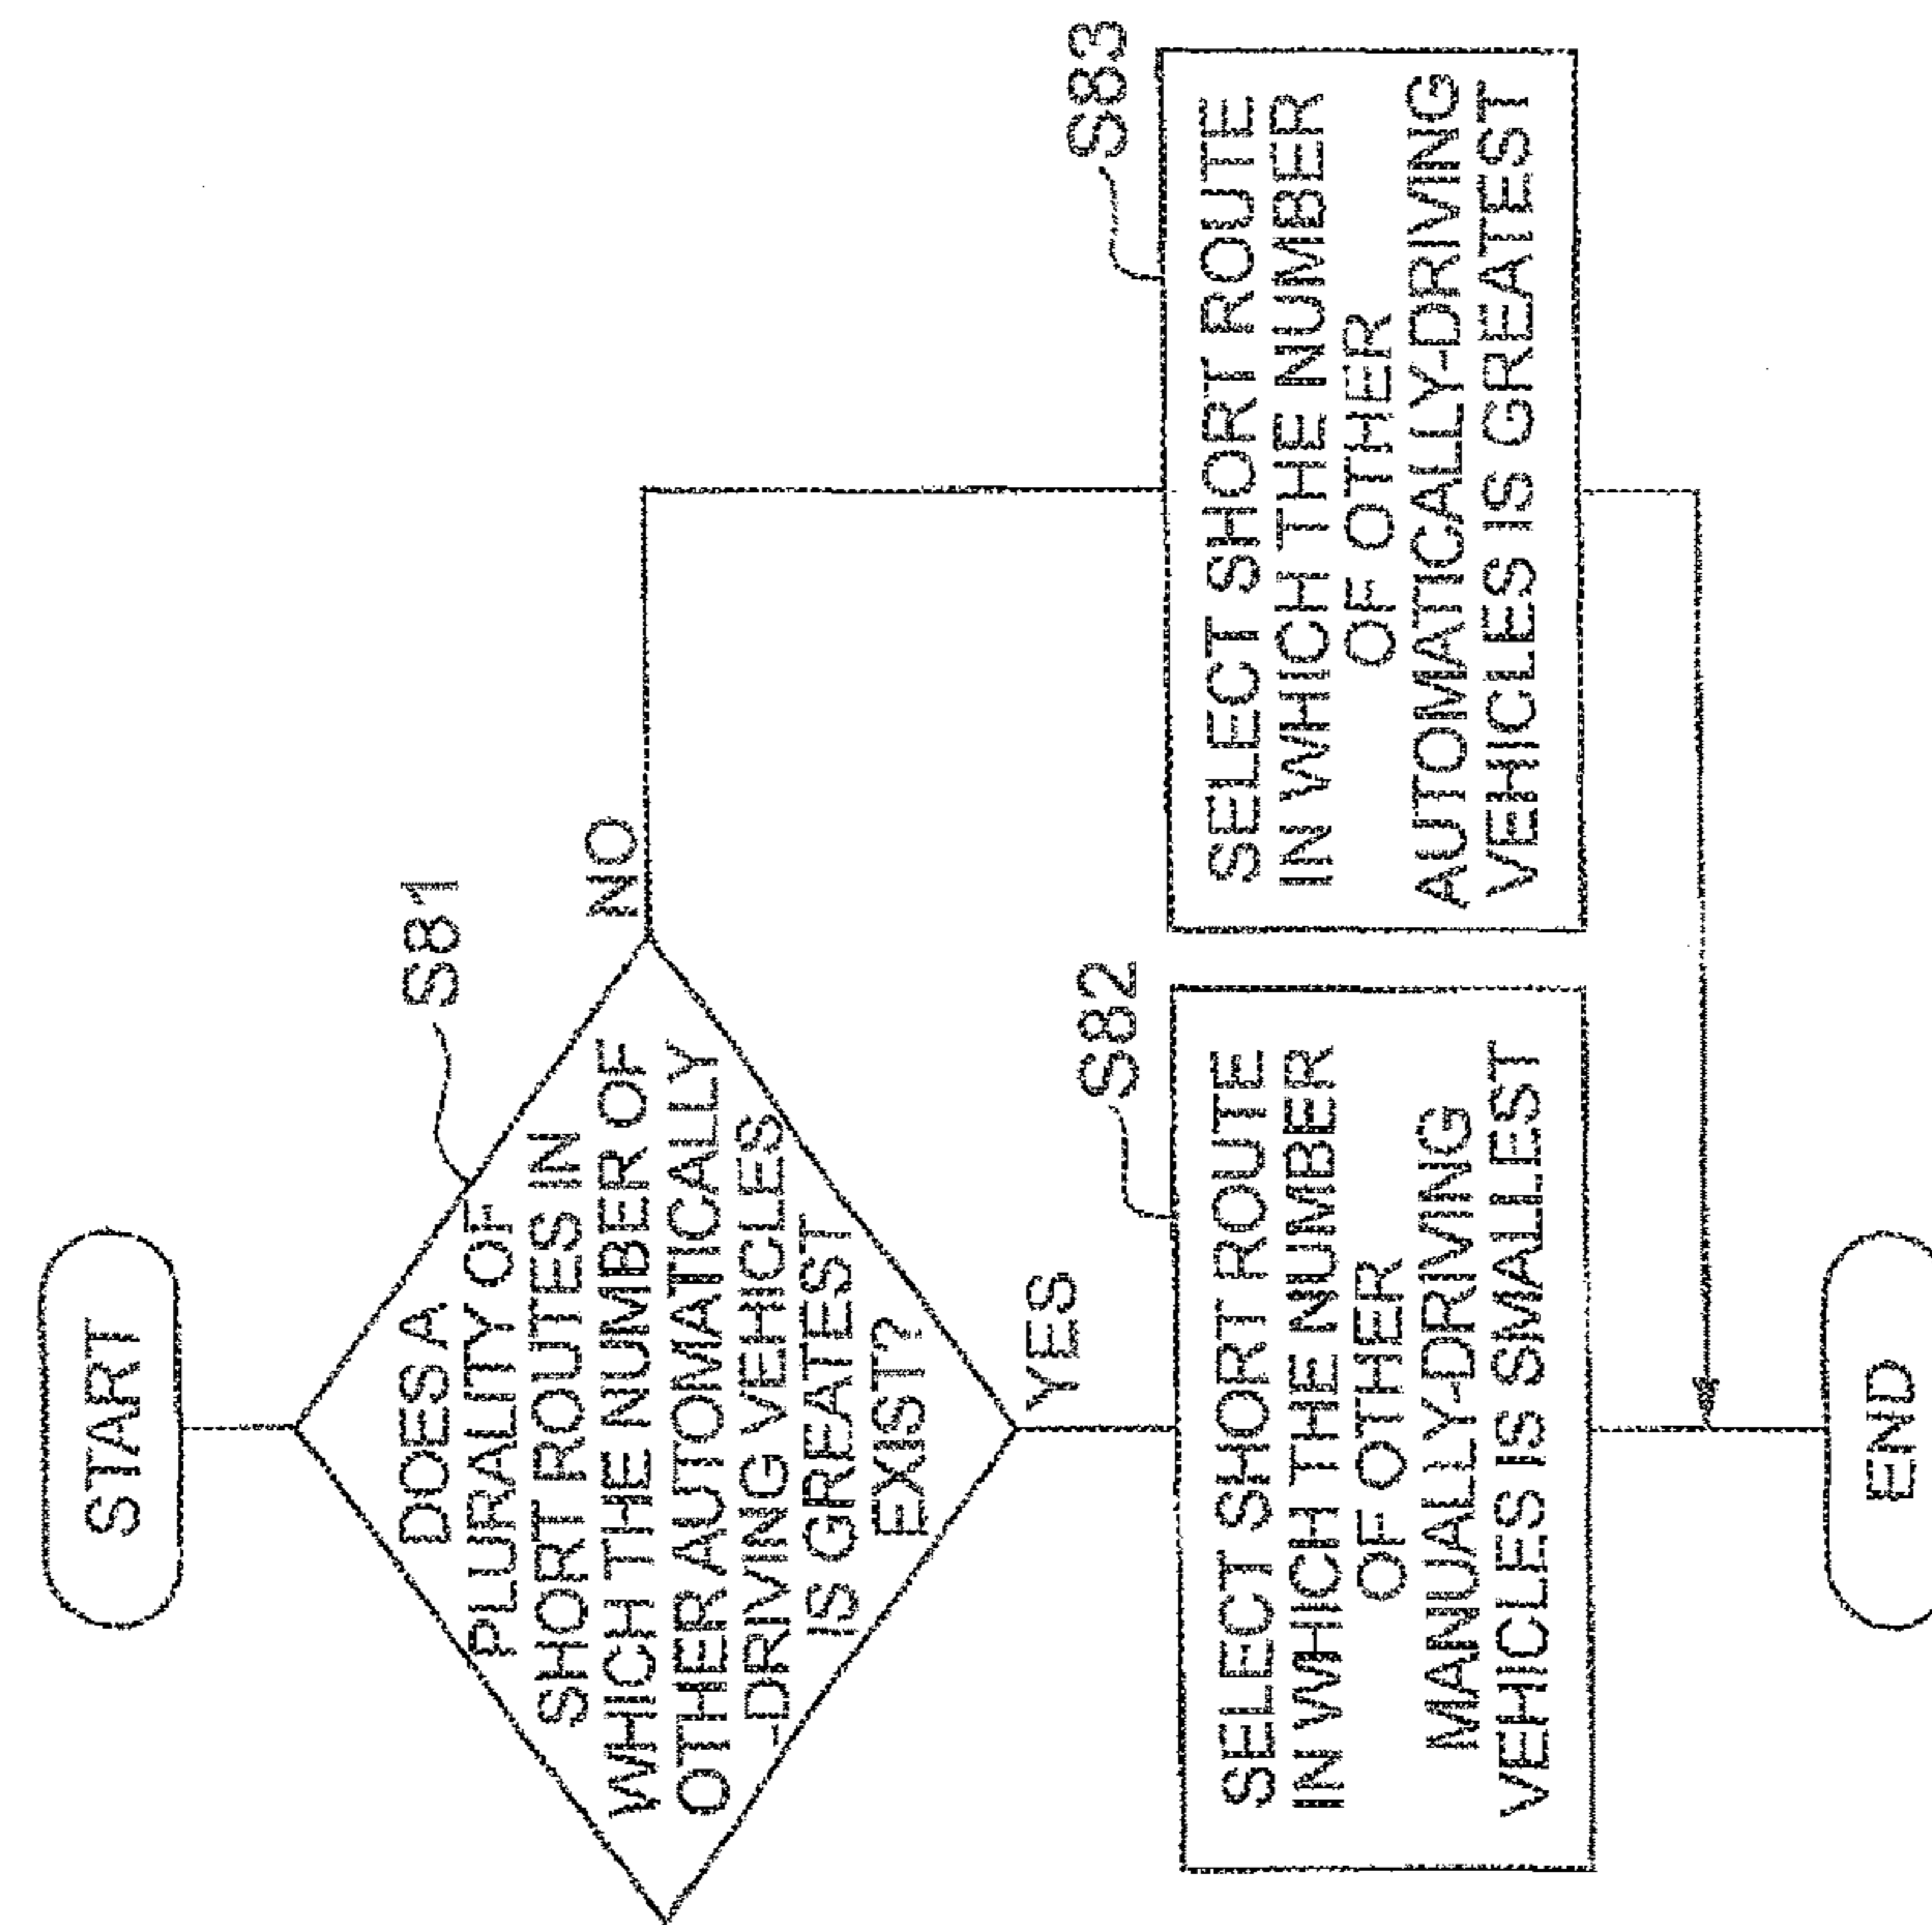 START
S81
DOES A
PLURALITY OF
SHORT ROUTES IN
WHICH THE NUMBER OF
OTHER AUTOMATICALLY
-DRIVING VEHICLES
IS GREATEST
EXIST?
NO
YES
S82
SELECT SHORT ROUTE
IN WHICH THE NUMBER
OF OTHER
MANUALLY-DRIVING
VEHICLES IS SMALLEST
S83
SELECT SHORT ROUTE
IN WHICH THE NUMBER
OF OTHER
AUTOMATICALLY-DRIVING
VEHICLES IS GREATEST
END